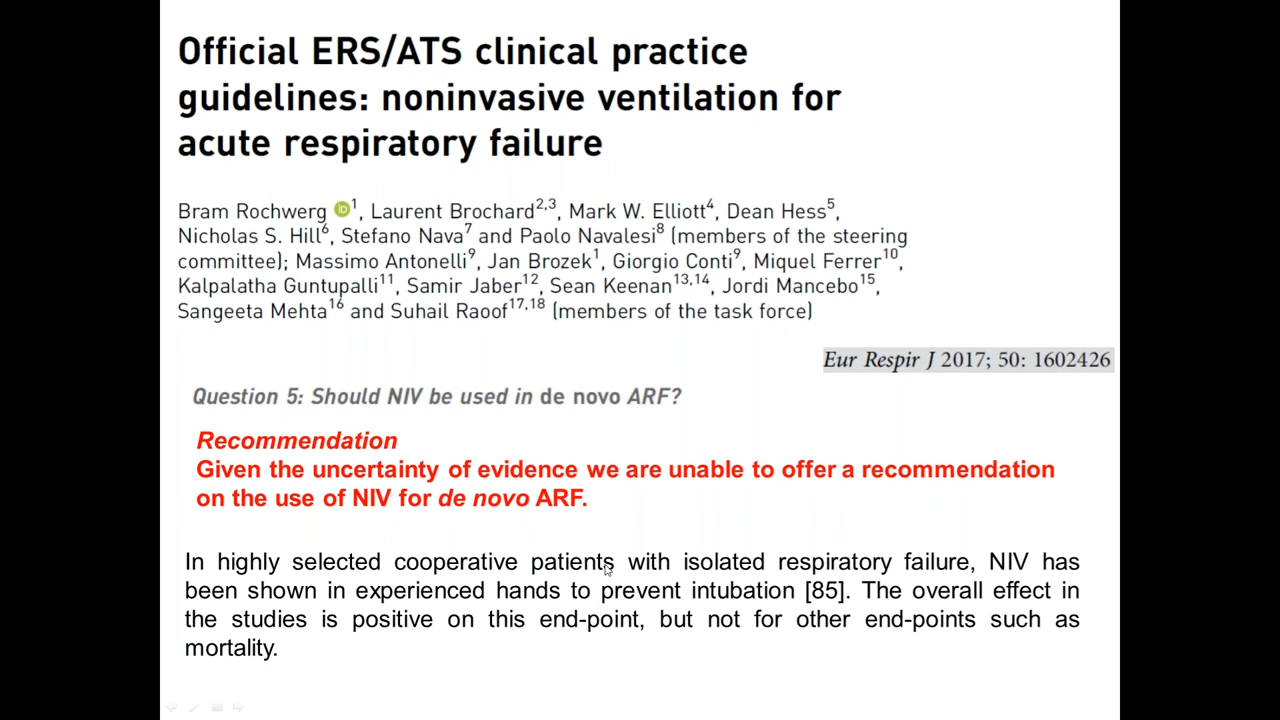 Official ERS/ATS clinical practice
guidelines: noninvasive ventilation for
acute respiratory failure
Bram Rochwerg iD1, Laurent Brochard2,3, Mark W. Elliott4, Dean Hess5,
Nicholas S. Hill6, Stefano Nava7 and Paolo Navalesi8 (members of the steering
committee); Massimo Antonelli9, Jan Brozek1, Giorgio Conti9, Miquel Ferrer10,
Kalpalatha Guntupalli11, Samir Jaber12, Sean Keenan13,14, Jordi Mancebo15,
Sangeeta Mehta16 and Suhail Raoof17,18 (members of the task force)
Eur Respir J 2017; 50: 1602426
Question 5: Should NIV be used in de novo ARF?
Recommendation
Given the uncertainty of evidence we are unable to offer a recommendation
on the use of NIV for de novo ARF.
In highly selected cooperative patients with isolated respiratory failure, NIV has
been shown in experienced hands to prevent intubation [85]. The overall effect in
the studies is positive on this end-point, but not for other end-points such as
mortality.